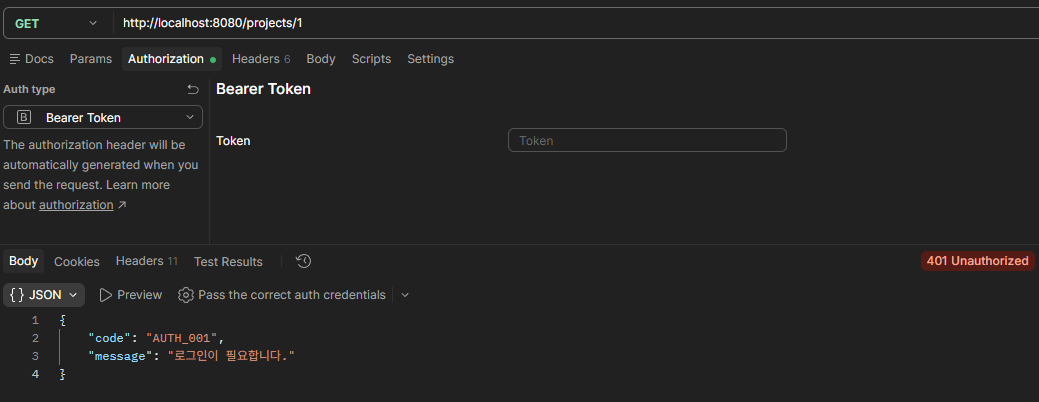 GET http://localhost:8080/projects/1
Docs Params Authorization Headers 6 Body Scripts Settings
Auth type
B Bearer Token
The authorization header will be
automatically generated when you
send the request. Learn more
about authorization ↗
Bearer Token
Token Token
Body Cookies Headers 11 Test Results 401 Unauthorized
{} JSON Preview Pass the correct auth credentials
1 {
2 "code": "AUTH_001",
3 "message": "로그인이 필요합니다."
4 }